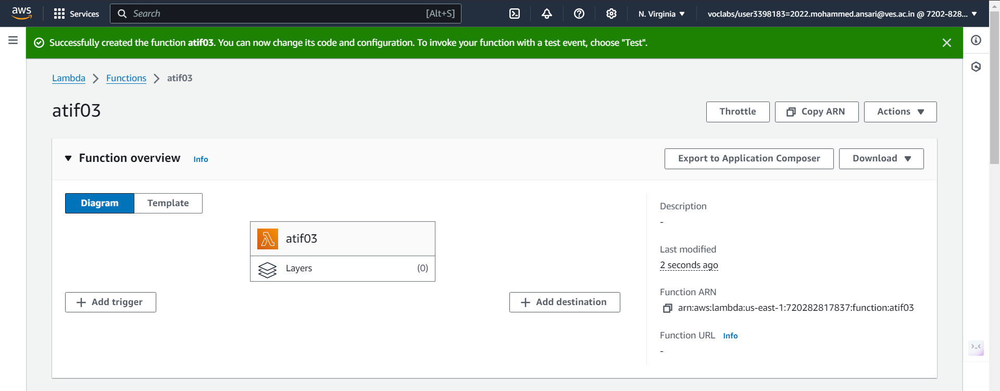 aws
Services
Search
[Alt+S]
N. Virginia
voclabs/user3398183=2022.mohammed.ansari@ves.ac.in @ 7202-828...
Successfully created the function atif03. You can now change its code and configuration. To invoke your function with a test event, choose "Test".
Lambda
Functions
atif03
atif03
Throttle
Copy ARN
Actions
Function overview
Info
Export to Application Composer
Download
Diagram
Template
atif03
Layers
(0)
Add trigger
Add destination
Description
-
Last modified
2 seconds ago
Function ARN
arn:aws:lambda:us-east-1:720282817837:function:atif03
Function URL
Info
-